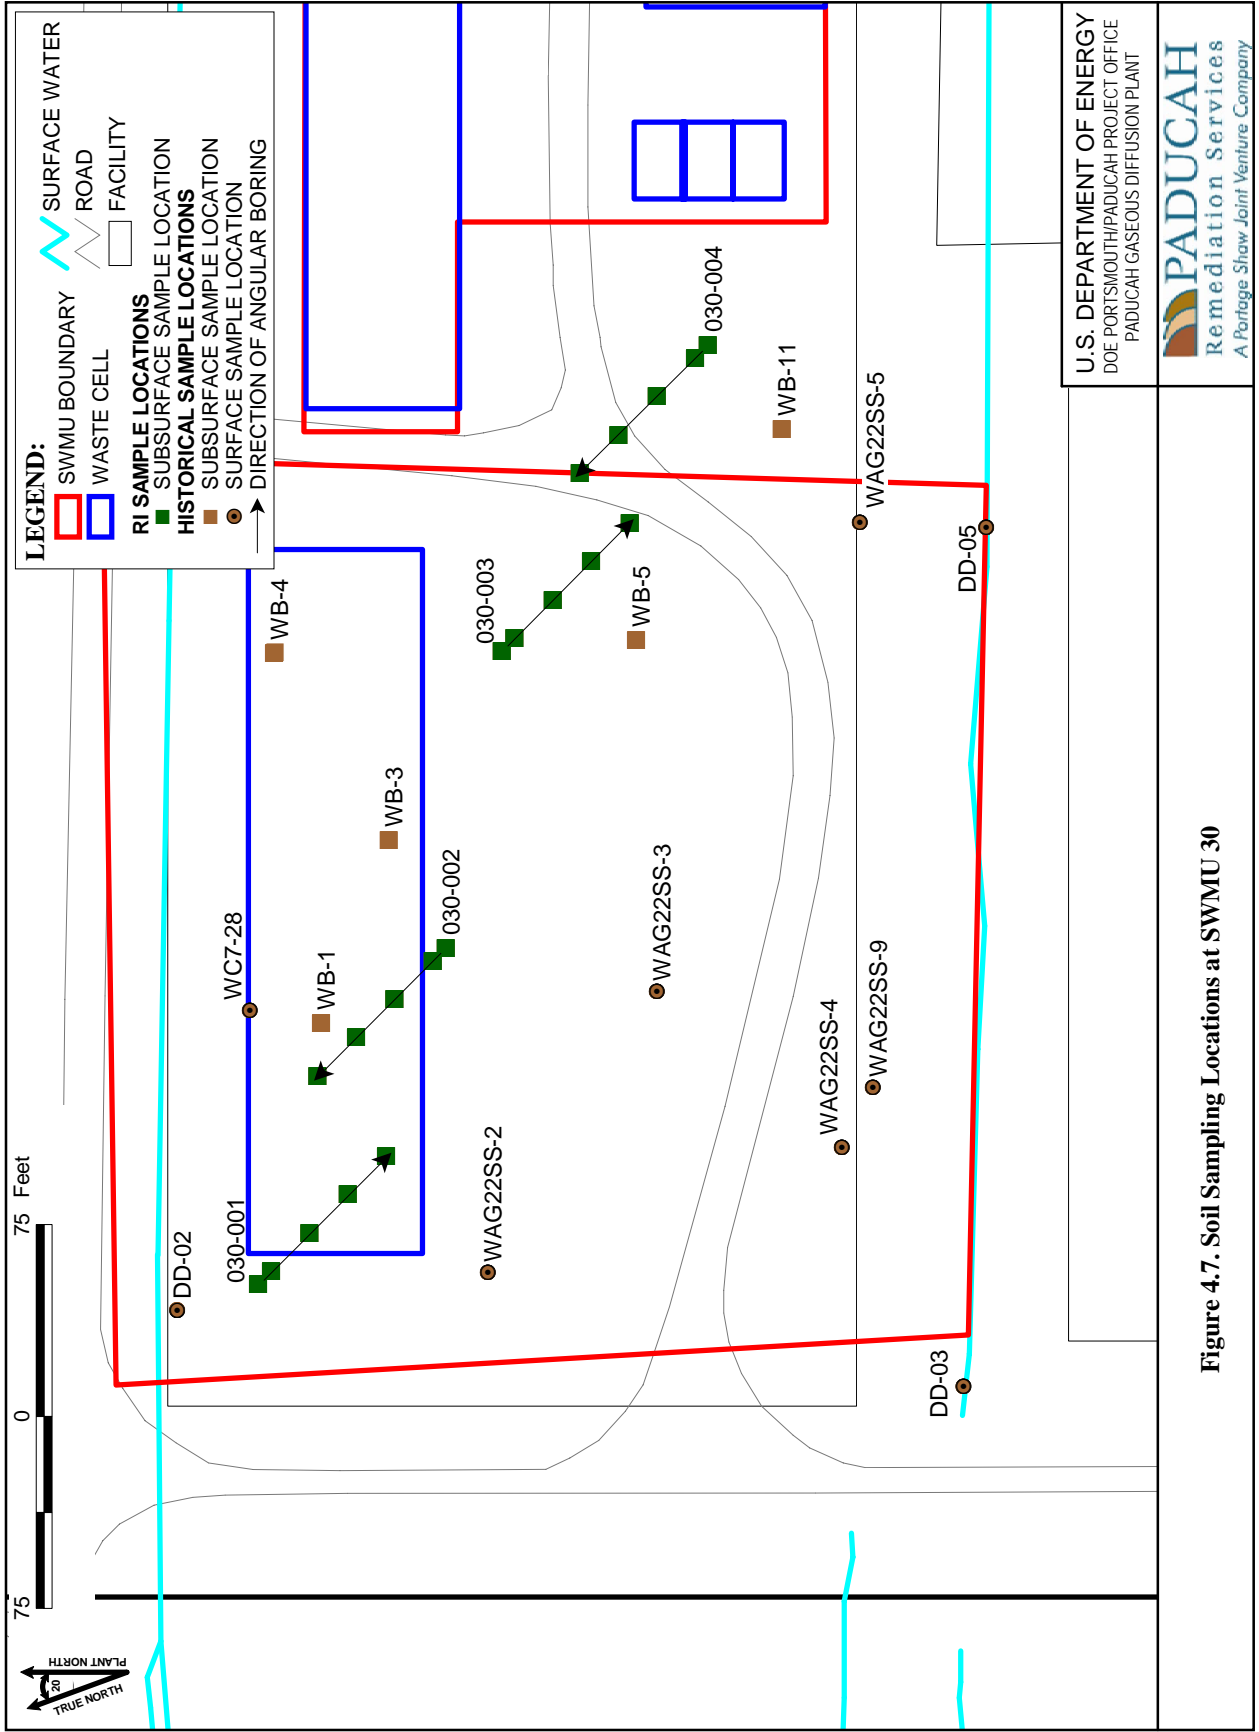 LEGEND:
SWMU BOUNDARY
WASTE CELL
SURFACE WATER
ROAD
FACILITY
RI SAMPLE LOCATIONS
SUBSURFACE SAMPLE LOCATION
HISTORICAL SAMPLE LOCATIONS
SUBSURFACE SAMPLE LOCATION
SURFACE SAMPLE LOCATION
DIRECTION OF ANGULAR BORING
75 0 75 Feet
PLANT NORTH
20
TRUE NORTH
DD-02
030-001
WC7-28
WB-1
WB-4
WB-3
030-002
WAG22SS-2
030-003
WB-5
030-004
WAG22SS-3
WB-11
WAG22SS-4
WAG22SS-9
WAG22SS-5
DD-03
DD-05
U.S. DEPARTMENT OF ENERGY
DOE PORTSMOUTH/PADUCAH PROJECT OFFICE
PADUCAH GASEOUS DIFFUSION PLANT
PADUCAH
Remediation Services
A Portage Shaw Joint Venture Company
Figure 4.7. Soil Sampling Locations at SWMU 30